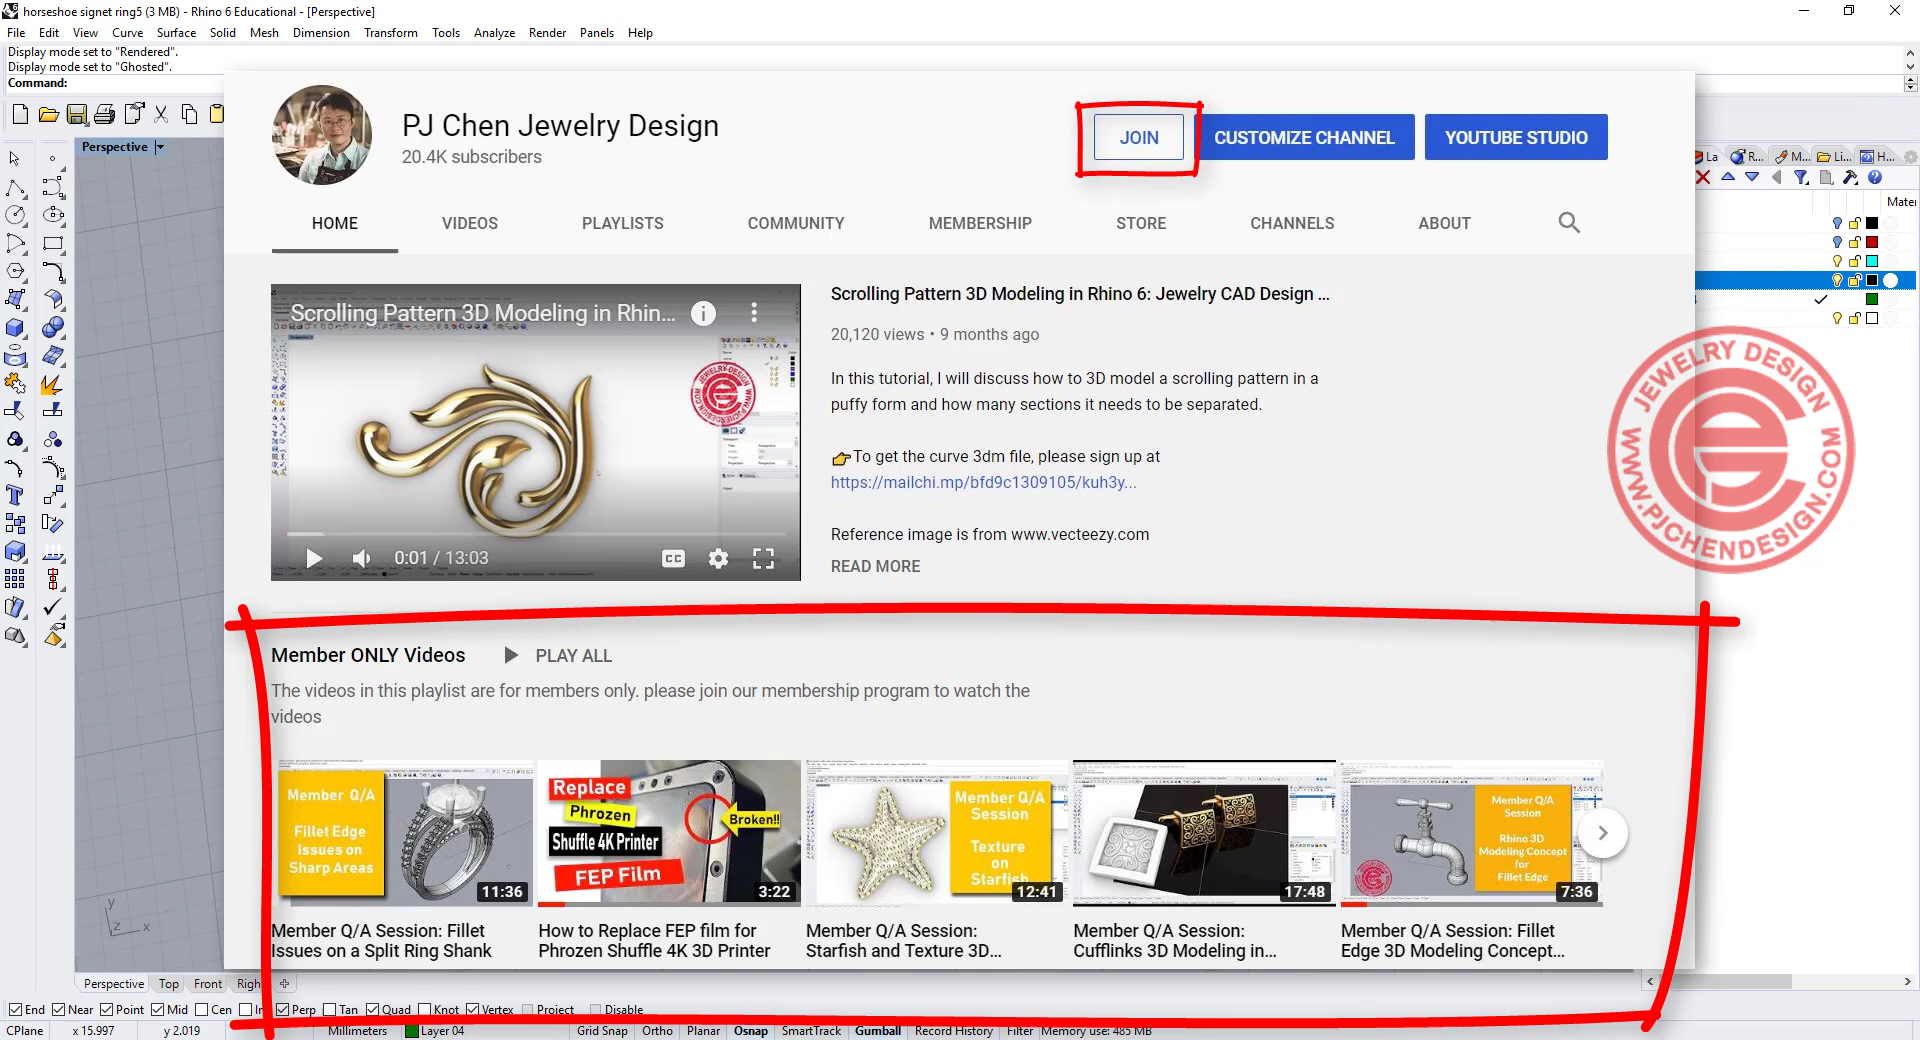 horseshoe signet ring5 (3 MB) - Rhino 6 Educational - [Perspective]
File Edit View Curve Surface Solid Mesh Dimension Transform Tools Analyze Render Panels Help
Display mode set to "Rendered".
Display mode set to "Ghosted".
Command:
Perspective
PJ Chen Jewelry Design
20.4K subscribers
JOIN
CUSTOMIZE CHANNEL
YOUTUBE STUDIO
HOME VIDEOS PLAYLISTS COMMUNITY MEMBERSHIP STORE CHANNELS ABOUT
La R... M... Li... H...
Mater
Scrolling Pattern 3D Modeling in Rhin...
0:01 / 13:03
CC
Scrolling Pattern 3D Modeling in Rhino 6: Jewelry CAD Design ...
20,120 views • 9 months ago
In this tutorial, I will discuss how to 3D model a scrolling pattern in a
puffy form and how many sections it needs to be separated.
👉To get the curve 3dm file, please sign up at
https://mailchi.mp/bfd9c1309105/kuh3y...
Reference image is from www.vecteezy.com
READ MORE
JEWELRY DESIGN
WWW.PJCHENDESIGN.COM
Member ONLY Videos
PLAY ALL
The videos in this playlist are for members only. please join our membership program to watch the
videos
Member Q/A
Fillet Edge
Issues on
Sharp Areas
11:36
Member Q/A Session: Fillet
Issues on a Split Ring Shank
Replace
Phrozen
Shuffle 4K Printer
FEP Film
Broken!!
3:22
How to Replace FEP film for
Phrozen Shuffle 4K 3D Printer
Member Q/A
Session
Texture
on
Starfish
12:41
Member Q/A Session:
Starfish and Texture 3D...
17:48
Member Q/A Session:
Cufflinks 3D Modeling in...
Member Q/A
Session
Rhino 3D
Modeling Concept
for
Fillet Edge
7:36
Member Q/A Session: Fillet
Edge 3D Modeling Concept...
y
z x
Perspective Top Front Righ
End Near Point Mid Cen Perp Tan Quad Knot Vertex Project Disable
CPlane x 15.997 y 2.019 Millimeters Layer 04 Grid Snap Ortho Planar Osnap SmartTrack Gumball Record History Filter Memory use: 485 MB